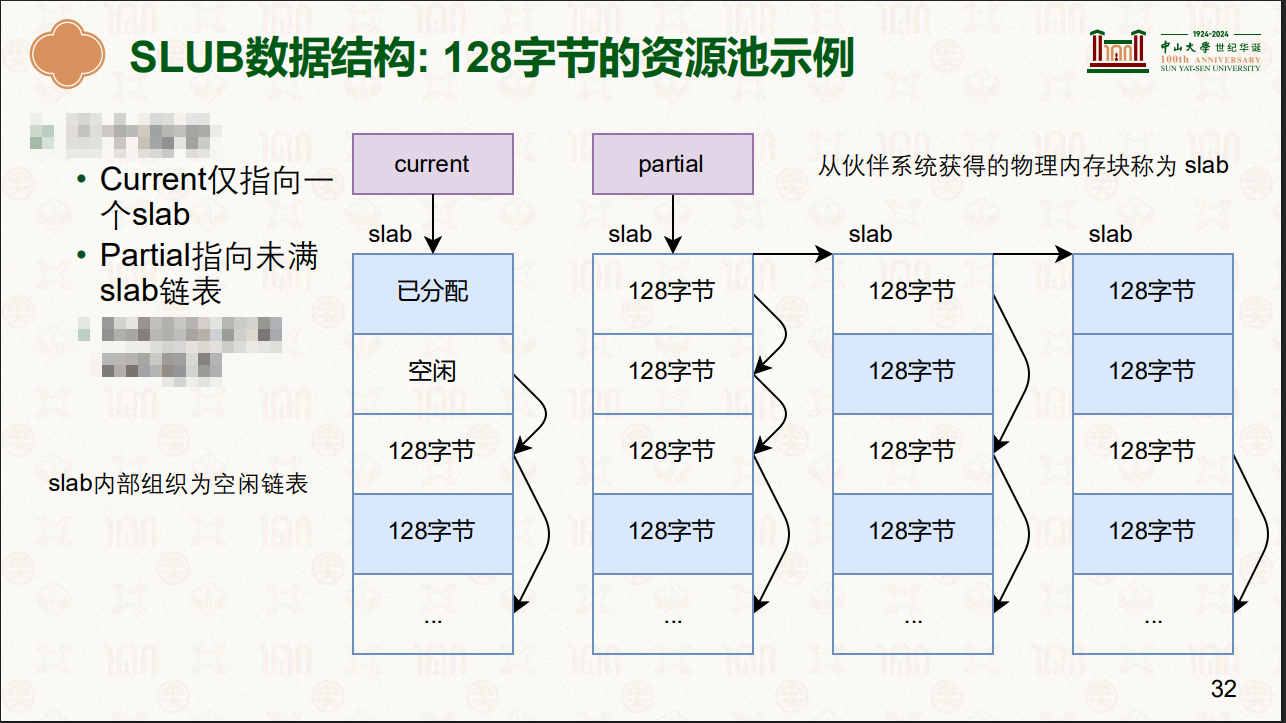 SLUB数据结构: 128字节的资源池示例
1924-2024
中山大學 世纪华诞
100th ANNIVERSARY
SUN YAT-SEN UNIVERSITY
Current仅指向一
个slab
Partial指向未满
slab链表
slab内部组织为空闲链表
current
partial
从伙伴系统获得的物理内存块称为 slab
slab
slab
slab
slab
已分配
128字节
128字节
128字节
空闲
128字节
128字节
128字节
128字节
128字节
128字节
128字节
128字节
128字节
128字节
128字节
...
...
...
...
32